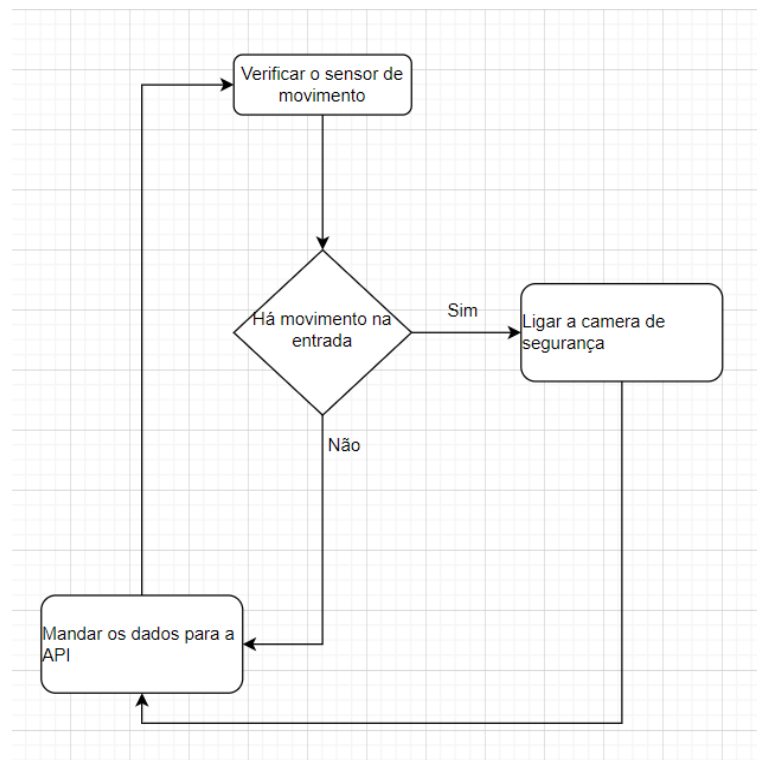 Verificar o sensor de
movimento
Há movimento na
entrada
Sim
Ligar a camera de
segurança
Não
Mandar os dados para a
API